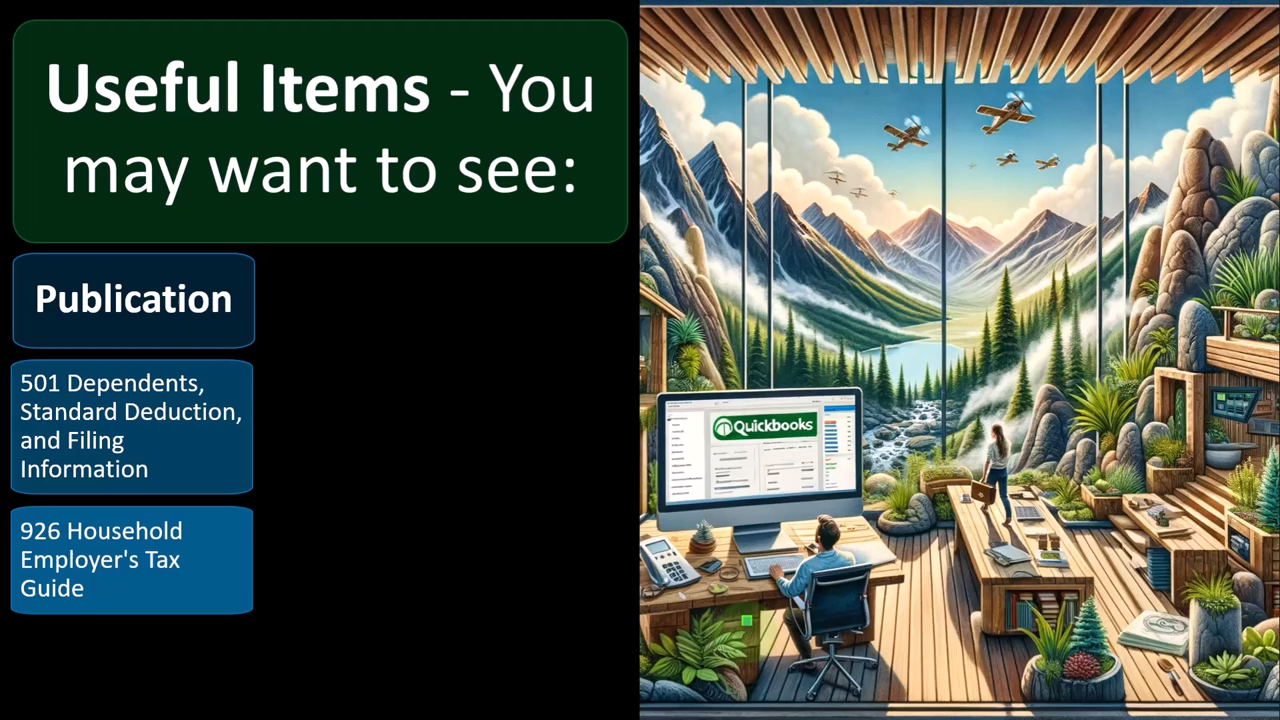 Useful Items - You
may want to see:
Publication
501 Dependents,
Standard Deduction,
and Filing
Information
926 Household
Employer's Tax
Guide
Quickbooks